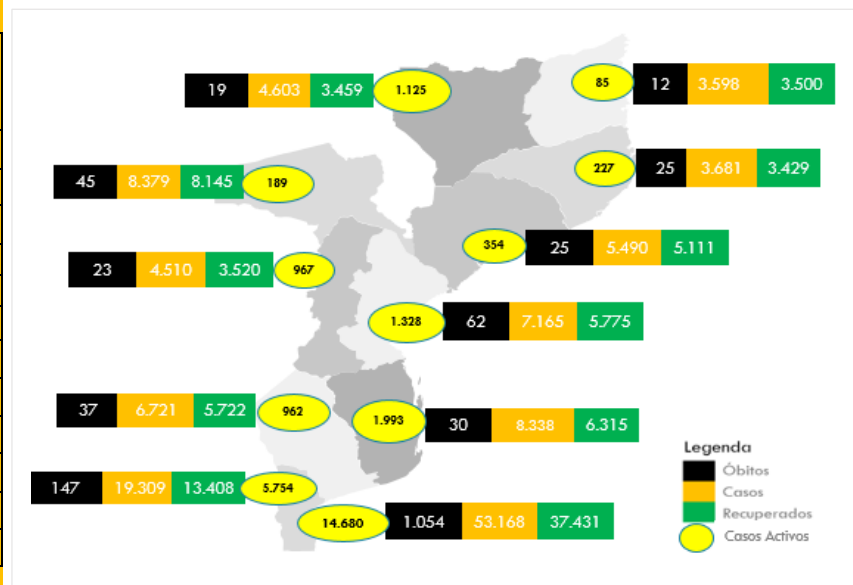 19 4.603 3.459 1.125
85 12 3.598 3.500
45 8.379 8.145 189
227 25 3.681 3.429
354 25 5.490 5.111
23 4.510 3.520 967
1.328 62 7.165 5.775
37 6.721 5.722 962
1.993 30 8.338 6.315
147 19.309 13.408 5.754
14.680 1.054 53.168 37.431
Legenda
Óbitos
Casos
Recuperados
Casos Activos